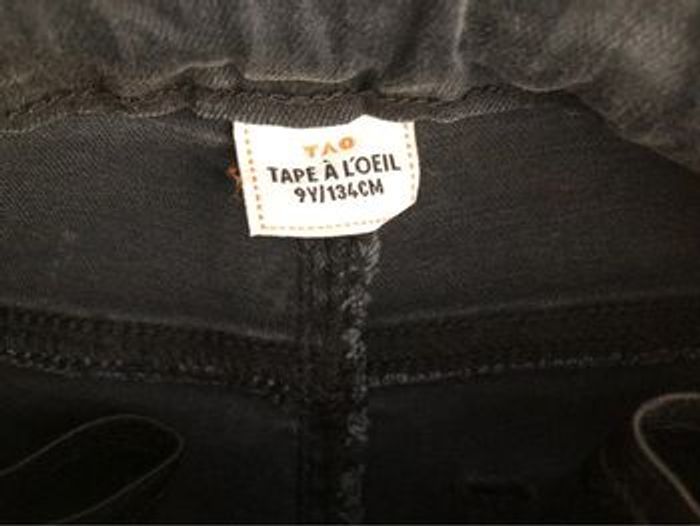 TAO
TAPE À L'OEIL
9Y/134CM